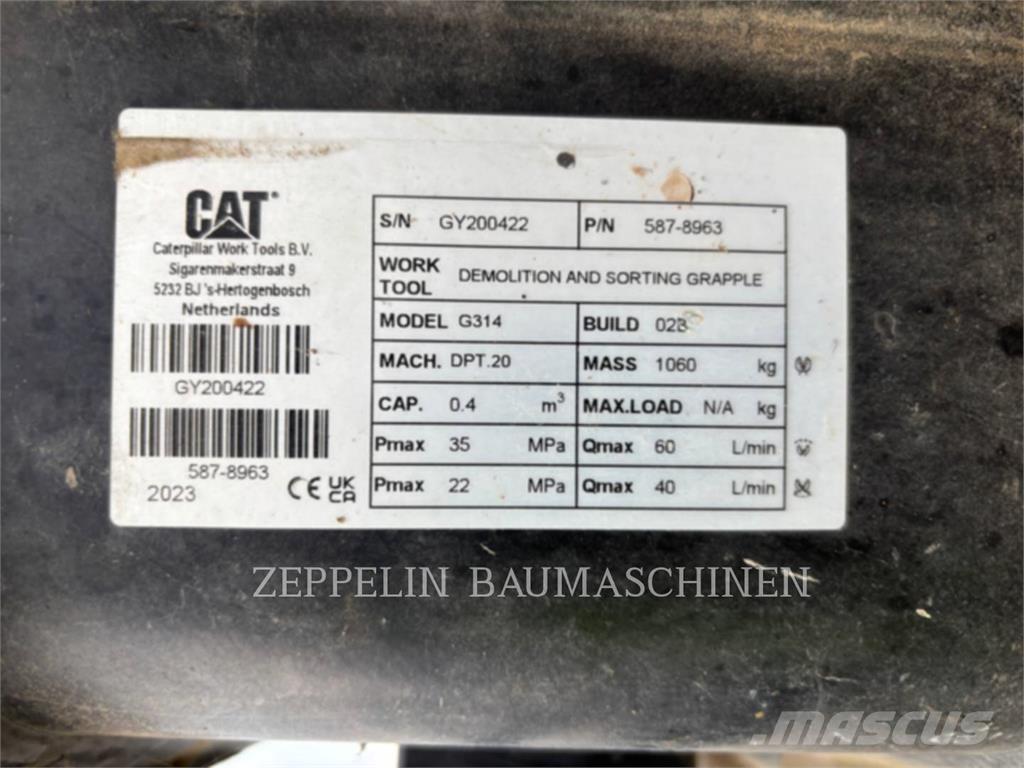 CAT®
Caterpillar Work Tools B.V.
Sigarenmakerstraat 9
5232 BJ 's-Hertogenbosch
Netherlands
GY200422
587-8963
2023 CE UK CA
S/N GY200422 P/N 587-8963
WORK TOOL DEMOLITION AND SORTING GRAPPLE
MODEL G314 BUILD 023
MACH. DPT.20 MASS 1060 kg
CAP. 0.4 m³ MAX.LOAD N/A kg
Pmax 35 MPa Qmax 60 L/min
Pmax 22 MPa Qmax 40 L/min
ZEPPELIN BAUMASCHINEN
MASCUS